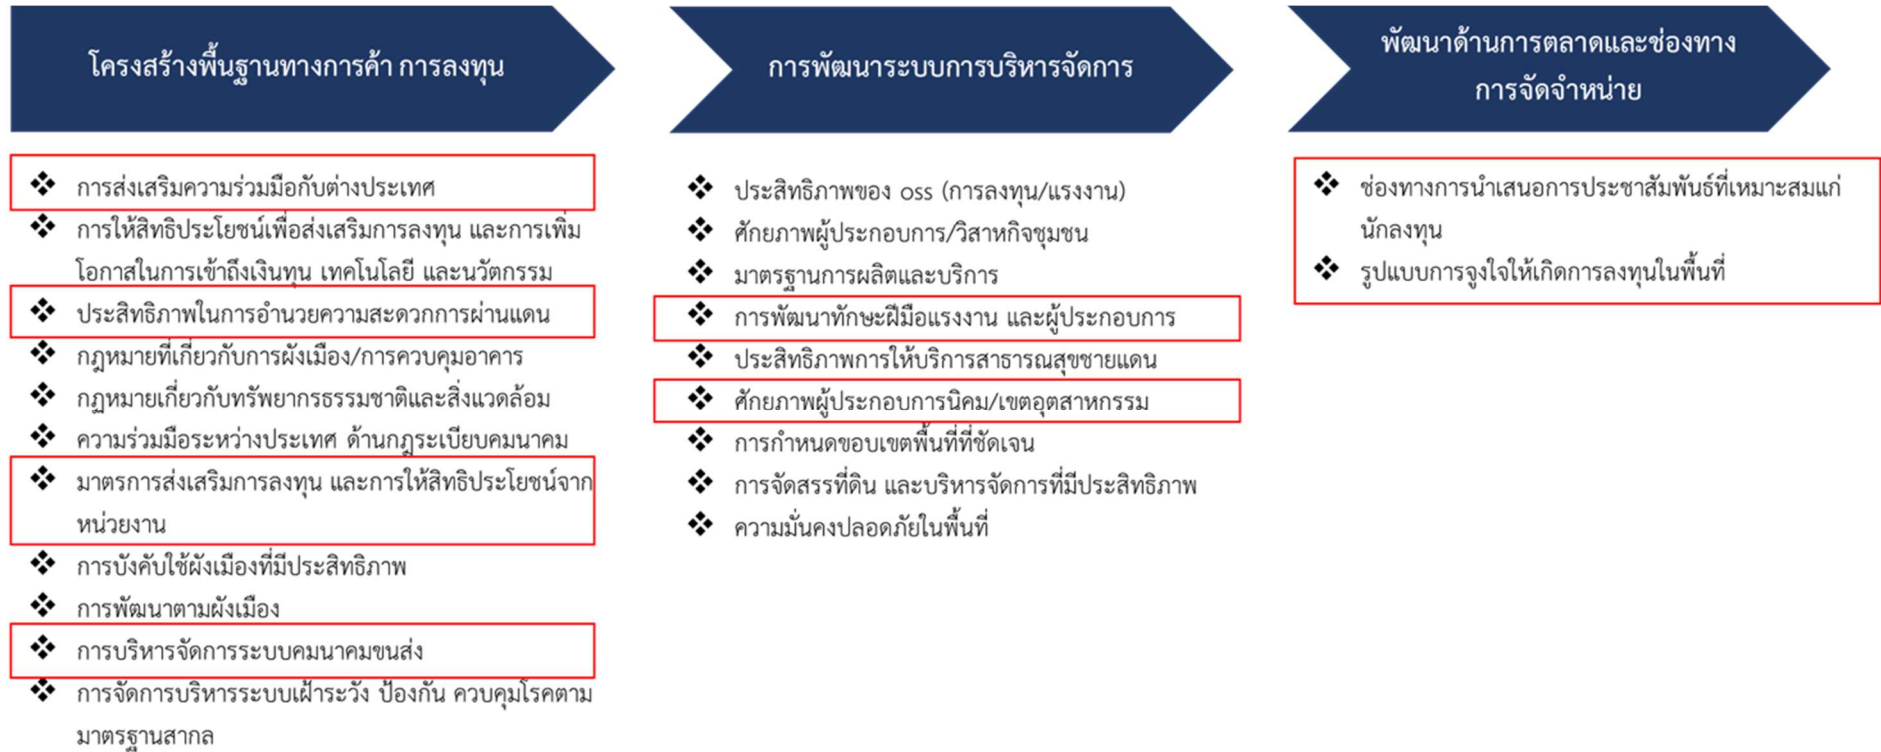 โครงสร้างพื้นฐานทางการค้า การลงทุน
❖ การส่งเสริมความร่วมมือกับต่างประเทศ
❖ การให้สิทธิประโยชน์เพื่อส่งเสริมการลงทุน และการเพิ่ม
โอกาสในการเข้าถึงเงินทุน เทคโนโลยี และนวัตกรรม
❖ ประสิทธิภาพในการอำนวยความสะดวกการผ่านแดน
❖ กฎหมายที่เกี่ยวกับการผังเมือง/การควบคุมอาคาร
❖ กฎหมายเกี่ยวกับทรัพยากรธรรมชาติและสิ่งแวดล้อม
❖ ความร่วมมือระหว่างประเทศ ด้านกฎระเบียบคมนาคม
❖ มาตรการส่งเสริมการลงทุน และการให้สิทธิประโยชน์จาก
หน่วยงาน
❖ การบังคับใช้ผังเมืองที่มีประสิทธิภาพ
❖ การพัฒนาตามผังเมือง
❖ การบริหารจัดการระบบคมนาคมขนส่ง
❖ การจัดการบริหารระบบเฝ้าระวัง ป้องกัน ควบคุมโรคตาม
มาตรฐานสากล
การพัฒนาระบบการบริหารจัดการ
❖ ประสิทธิภาพของ oss (การลงทุน/แรงงาน)
❖ ศักยภาพผู้ประกอบการ/วิสาหกิจชุมชน
❖ มาตรฐานการผลิตและบริการ
❖ การพัฒนาทักษะฝีมือแรงงาน และผู้ประกอบการ
❖ ประสิทธิภาพการให้บริการสาธารณสุขชายแดน
❖ ศักยภาพผู้ประกอบการนิคม/เขตอุตสาหกรรม
❖ การกำหนดขอบเขตพื้นที่ที่ชัดเจน
❖ การจัดสรรที่ดิน และบริหารจัดการที่มีประสิทธิภาพ
❖ ความมั่นคงปลอดภัยในพื้นที่
พัฒนาด้านการตลาดและช่องทาง
การจัดจำหน่าย
❖ ช่องทางการนำเสนอการประชาสัมพันธ์ที่เหมาะสมแก่
นักลงทุน
❖ รูปแบบการจูงใจให้เกิดการลงทุนในพื้นที่